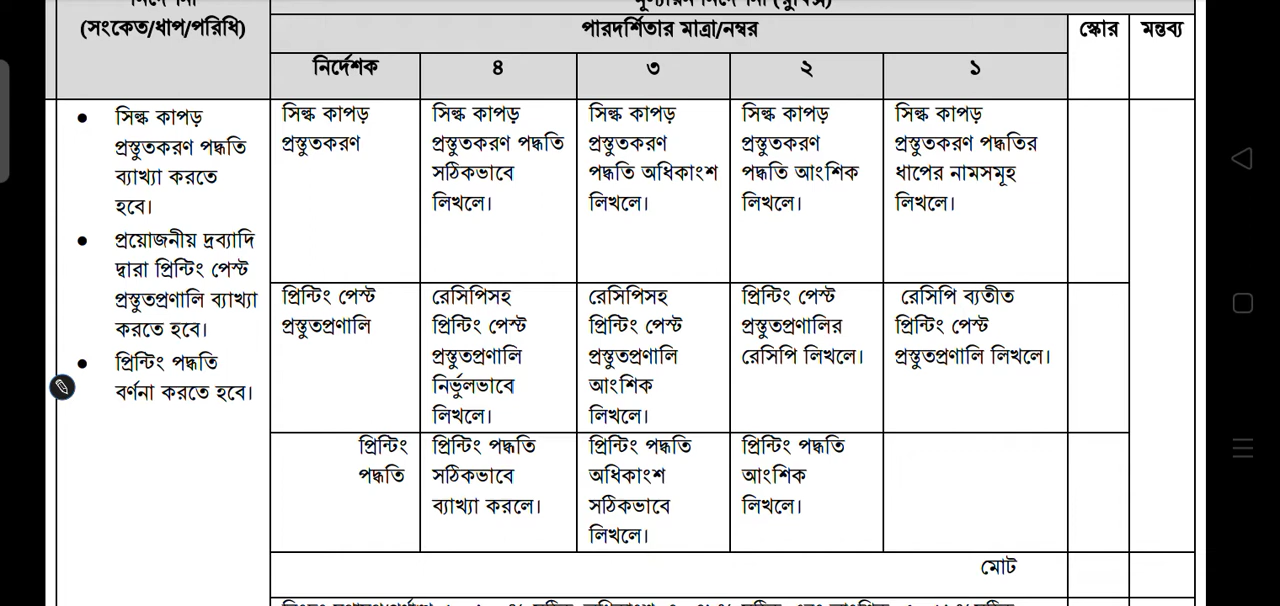 (সংকেত/ধাপ/পরিধি)
পারদর্শিতার মাত্রা/নম্বর
স্কোর
মন্তব্য
নির্দেশক
৪
৩
২
১
সিল্ক কাপড়
প্রস্তুতকরণ পদ্ধতি
ব্যাখ্যা করতে
হবে।
প্রয়োজনীয় দ্রব্যাদি
দ্বারা প্রিন্টিং পেস্ট
প্রস্তুতপ্রণালি ব্যাখ্যা
করতে হবে।
প্রিন্টিং পদ্ধতি
বর্ণনা করতে হবে।
সিল্ক কাপড়
প্রস্তুতকরণ
সিল্ক কাপড়
প্রস্তুতকরণ পদ্ধতি
সঠিকভাবে
লিখলে।
সিল্ক কাপড়
প্রস্তুতকরণ
পদ্ধতি অধিকাংশ
লিখলে।
সিল্ক কাপড়
প্রস্তুতকরণ
পদ্ধতি আংশিক
লিখলে।
সিল্ক কাপড়
প্রস্তুতকরণ পদ্ধতির
ধাপের নামসমূহ
লিখলে।
প্রিন্টিং পেস্ট
প্রস্তুতপ্রণালি
রেসিপিসহ
প্রিন্টিং পেস্ট
প্রস্তুতপ্রণালি
নির্ভুলভাবে
লিখলে।
রেসিপিসহ
প্রিন্টিং পেস্ট
প্রস্তুতপ্রণালি
আংশিক
লিখলে।
প্রিন্টিং পেস্ট
প্রস্তুতপ্রণালির
রেসিপি লিখলে।
রেসিপি ব্যতীত
প্রিন্টিং পেস্ট
প্রস্তুতপ্রণালি লিখলে।
প্রিন্টিং
পদ্ধতি
প্রিন্টিং পদ্ধতি
সঠিকভাবে
ব্যাখ্যা করলে।
প্রিন্টিং পদ্ধতি
অধিকাংশ
সঠিকভাবে
লিখলে।
প্রিন্টিং পদ্ধতি
আংশিক
লিখলে।
মোট